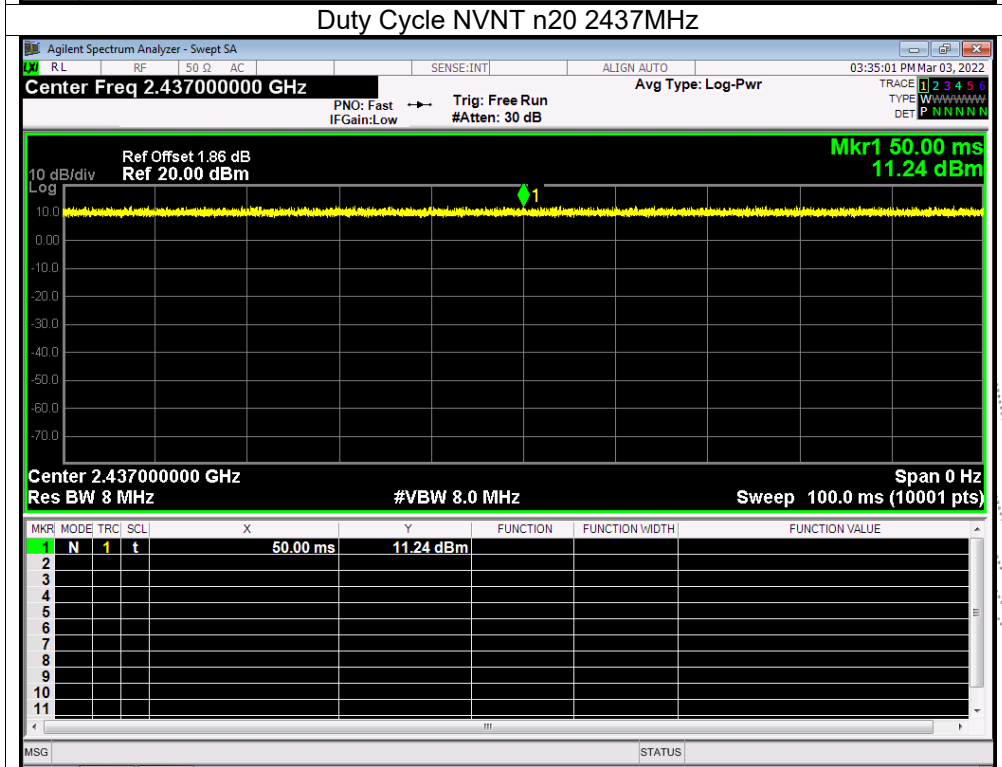 Duty Cycle NVNT n20 2437MHz
Agilent Spectrum Analyzer - Swept SA
LXI RL RF 50 Ω AC SENSE:INT ALIGN AUTO 03:35:01 PM Mar 03, 2022
Center Freq 2.437000000 GHz Avg Type: Log-Pwr TRACE 1 2 3 4 5 6
PNO: Fast Trig: Free Run TYPE WWWWWW
IFGain:Low #Atten: 30 dB DET P N N N N N
Mkr1 50.00 ms
Ref Offset 1.86 dB
10 dB/div Ref 20.00 dBm 11.24 dBm
Log
1
10.0
0.00
-10.0
-20.0
-30.0
-40.0
-50.0
-60.0
-70.0
Center 2.437000000 GHz Span 0 Hz
Res BW 8 MHz #VBW 8.0 MHz Sweep 100.0 ms (10001 pts)
MKR MODE TRC SCL X Y FUNCTION FUNCTION WIDTH FUNCTION VALUE
1 N 1 t 50.00 ms 11.24 dBm
2
3
4
5
6
7
8
9
10
11
MSG STATUS